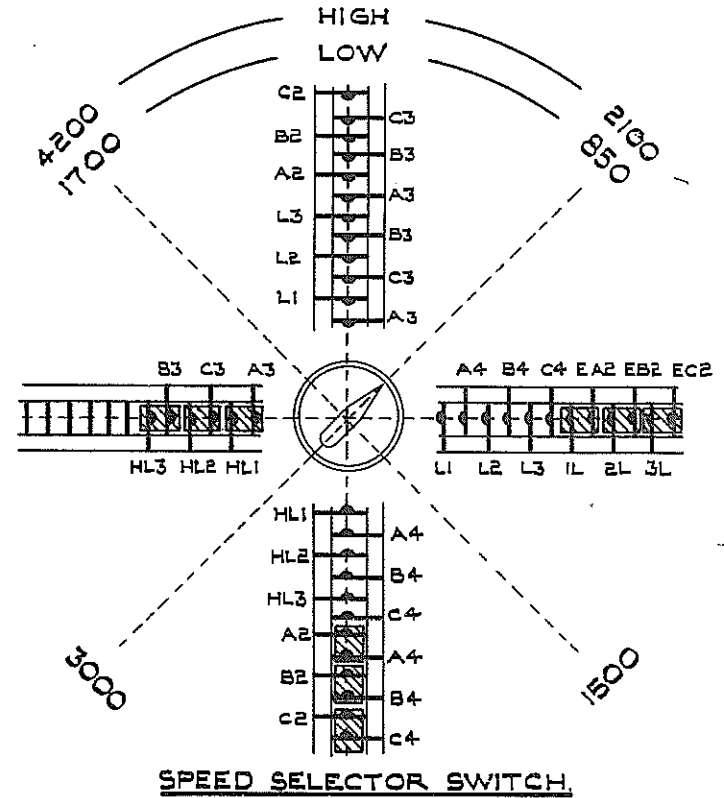 HIGH
LOW
4200
1700
2100
850
C2
C3
B2
B3
A2
A3
L3
B3
L2
C3
L1
A3
B3 C3 A3
HL3 HL2 HL1
A4 B4 C4 EA2 EB2 EC2
L1 L2 L3 1L 2L 3L
HL1
A4
HL2
B4
HL3
C4
A2
A4
B2
B4
C2
C4
3000
1500
SPEED SELECTOR SWITCH.